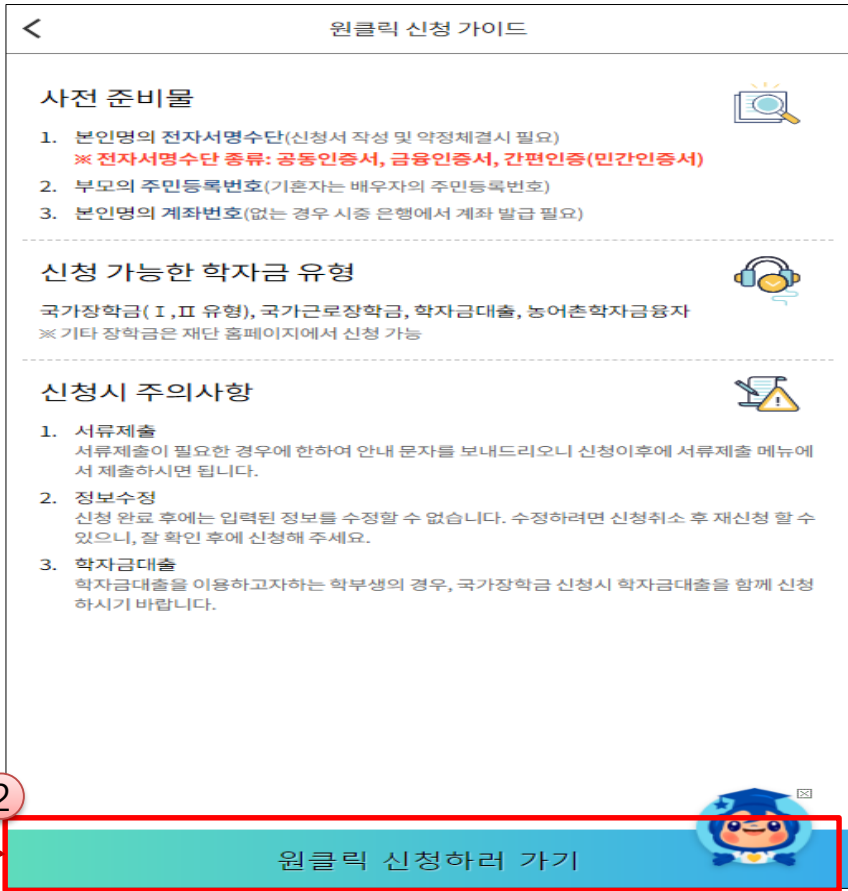 원클릭 신청 가이드
사전 준비물
1. 본인명의 전자서명수단(신청서 작성 및 약정체결시 필요)
※ 전자서명수단 종류: 공동인증서, 금융인증서, 간편인증(민간인증서)
2. 부모의 주민등록번호(기혼자는 배우자의 주민등록번호)
3. 본인명의 계좌번호(없는 경우 시중 은행에서 계좌 발급 필요)
신청 가능한 학자금 유형
국가장학금(Ⅰ,Ⅱ 유형), 국가근로장학금, 학자금대출, 농어촌학자금융자
※ 기타 장학금은 재단 홈페이지에서 신청 가능
신청시 주의사항
1. 서류제출
서류제출이 필요한 경우에 한하여 안내 문자를 보내드리오니 신청이후에 서류제출 메뉴에
서 제출하시면 됩니다.
2. 정보수정
신청 완료 후에는 입력된 정보를 수정할 수 없습니다. 수정하려면 신청취소 후 재신청 할 수
있으니, 잘 확인 후에 신청해 주세요.
3. 학자금대출
학자금대출을 이용하고자하는 학부생의 경우, 국가장학금 신청시 학자금대출을 함께 신청
하시기 바랍니다.
2
원클릭 신청하러 가기